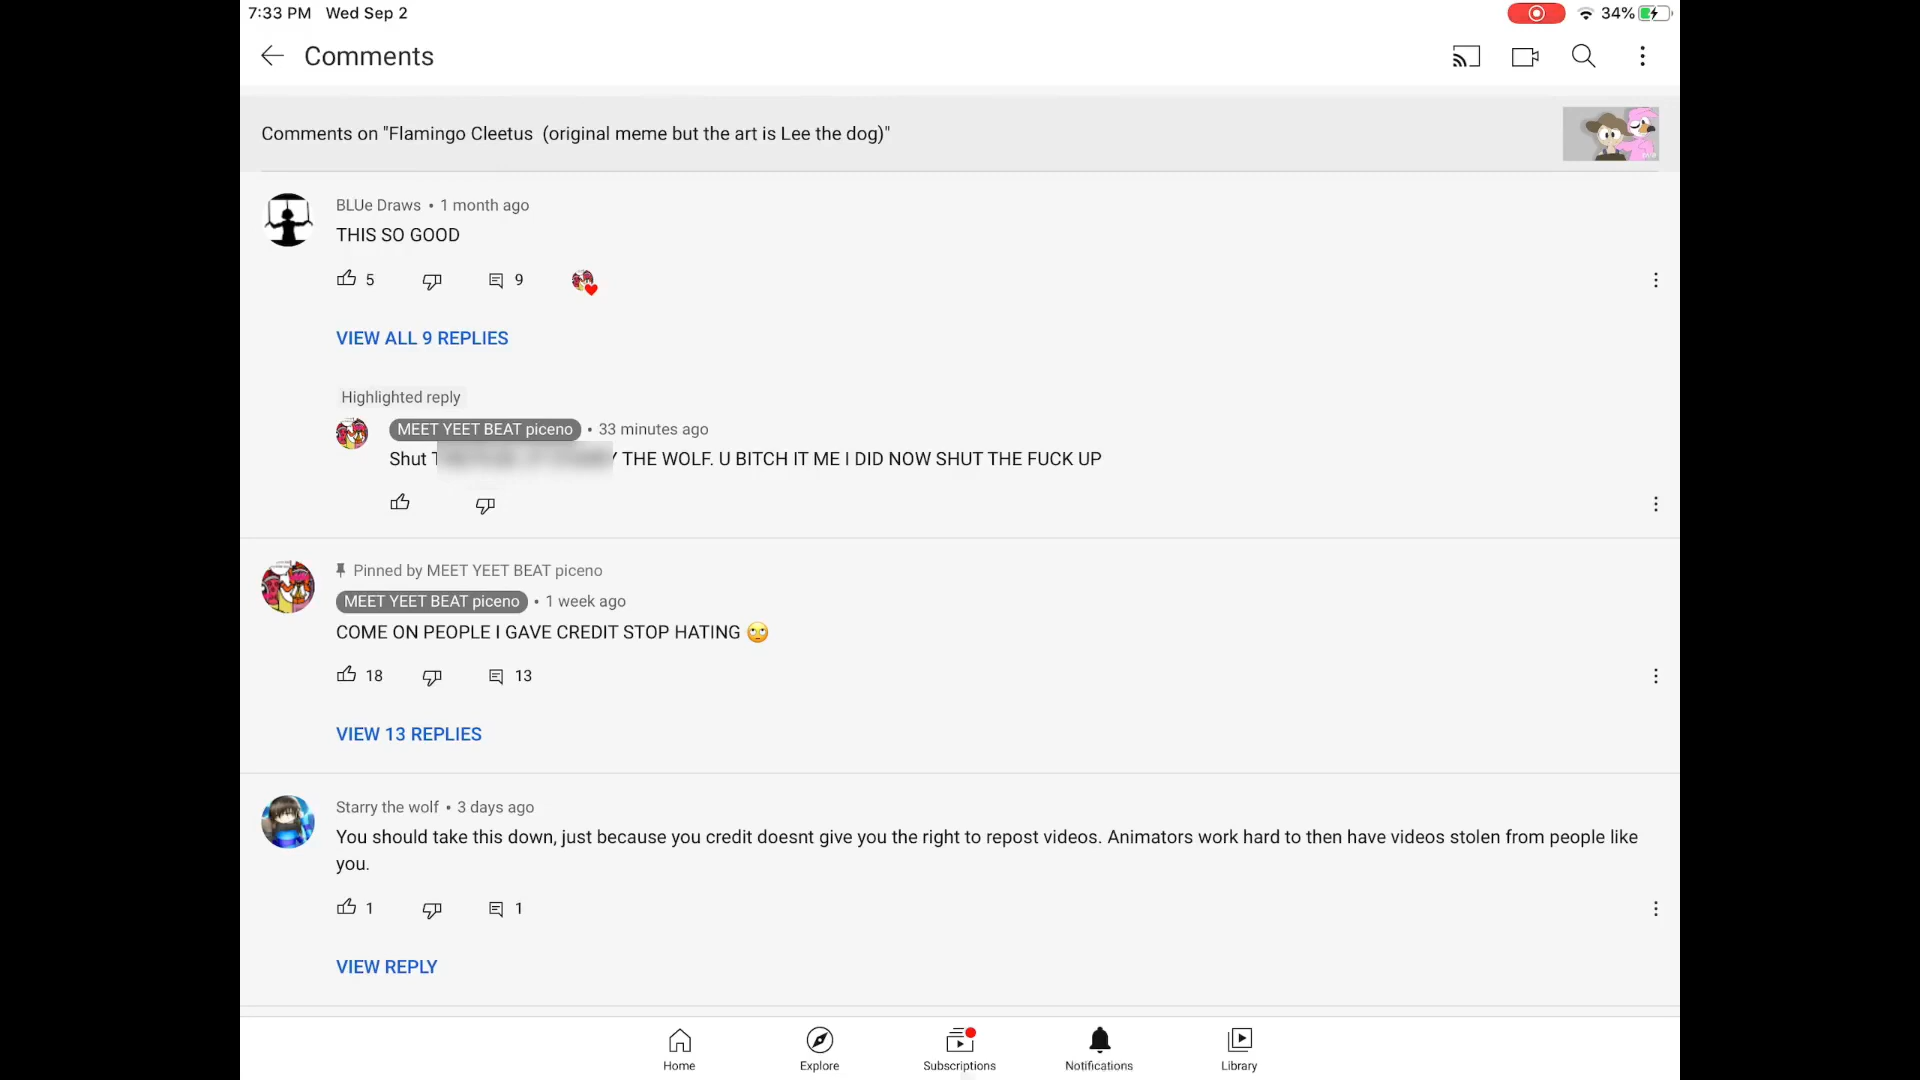 7:33 PM Wed Sep 2
34%
Comments
Comments on "Flamingo Cleetus (original meme but the art is Lee the dog)"
BLUe Draws • 1 month ago
THIS SO GOOD
5 9
VIEW ALL 9 REPLIES
Highlighted reply
MEET YEET BEAT piceno • 33 minutes ago
Shut THE WOLF. U BITCH IT ME I DID NOW SHUT THE FUCK UP
Pinned by MEET YEET BEAT piceno
MEET YEET BEAT piceno • 1 week ago
COME ON PEOPLE I GAVE CREDIT STOP HATING 🙄
18 13
VIEW 13 REPLIES
Starry the wolf • 3 days ago
You should take this down, just because you credit doesnt give you the right to repost videos. Animators work hard to then have videos stolen from people like
you.
1 1
VIEW REPLY
Home Explore Subscriptions Notifications Library